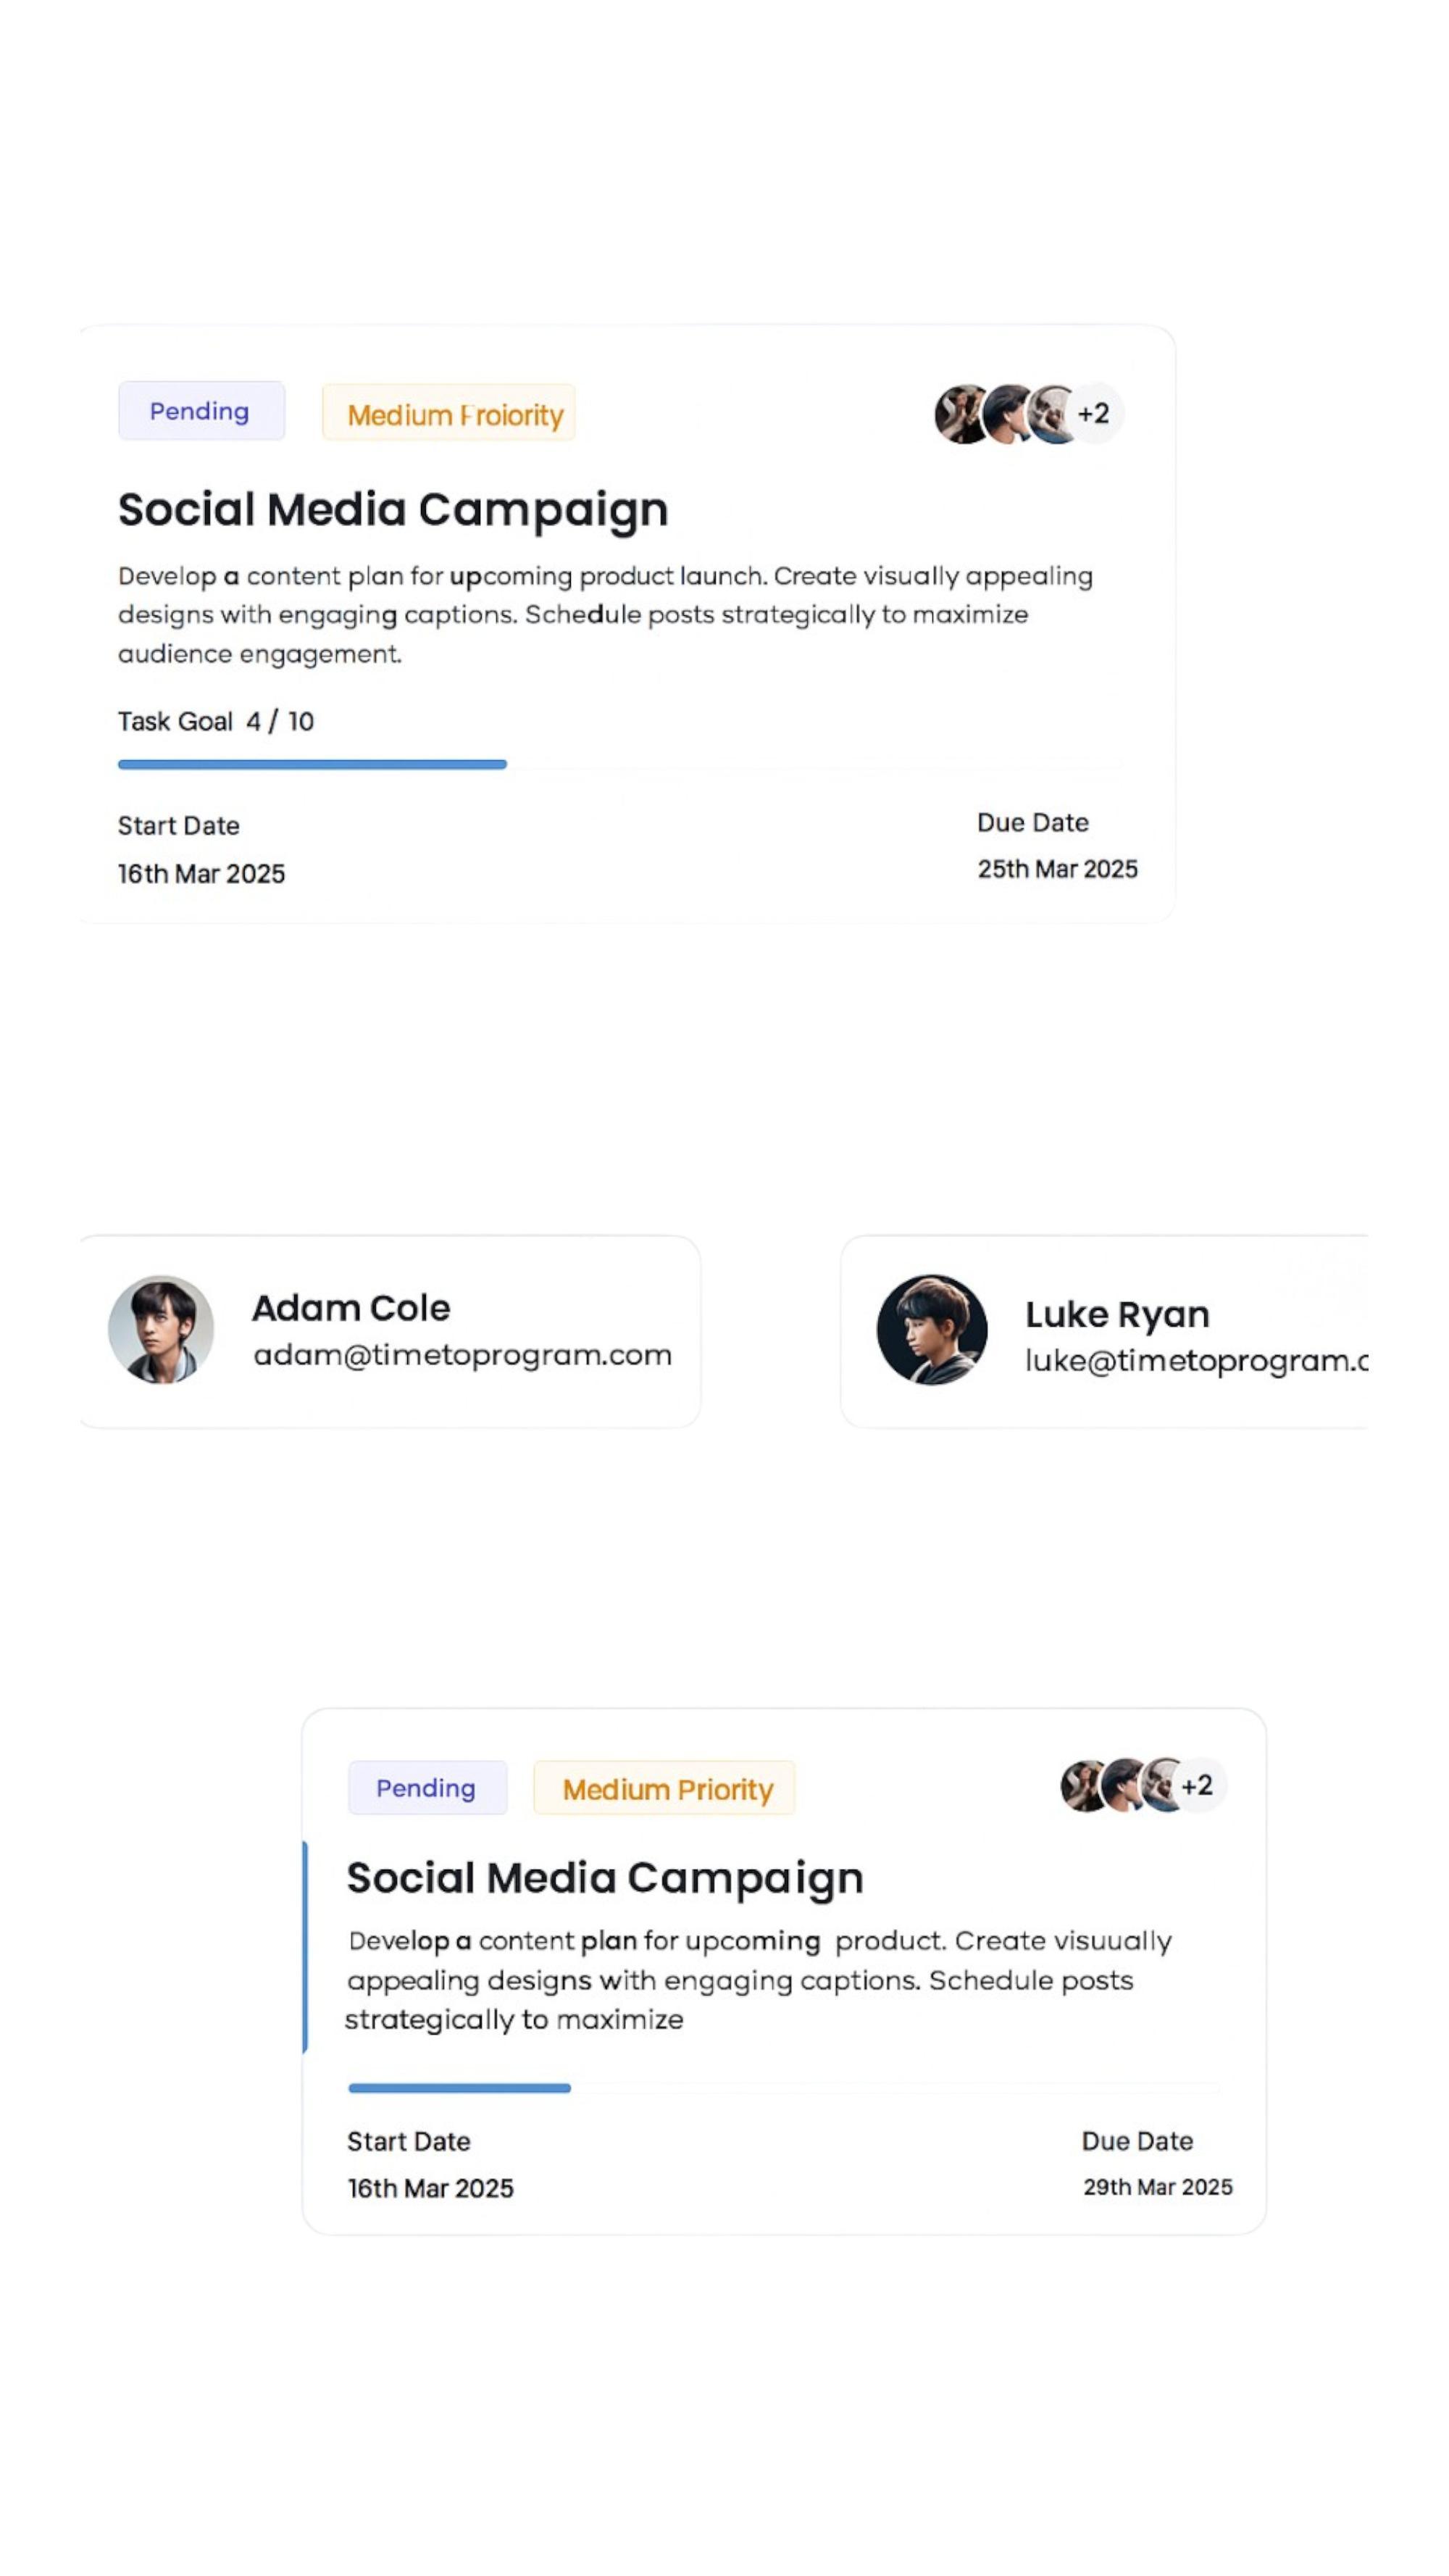 Pending
Medium Froiority
+2
Social Media Campaign
Develop a content plan for upcoming product launch. Create visually appealing
designs with engaging captions. Schedule posts strategically to maximize
audience engagement.
Task Goal 4 / 10
Start Date
Due Date
16th Mar 2025
25th Mar 2025
Adam Cole
adam@timetoprogram.com
Luke Ryan
luke@timetoprogram.c
Pending
Medium Priority
+2
Social Media Campaign
Develop a content plan for upcoming product. Create visuually
appealing designs with engaging captions. Schedule posts
strategically to maximize
Start Date
Due Date
16th Mar 2025
29th Mar 2025